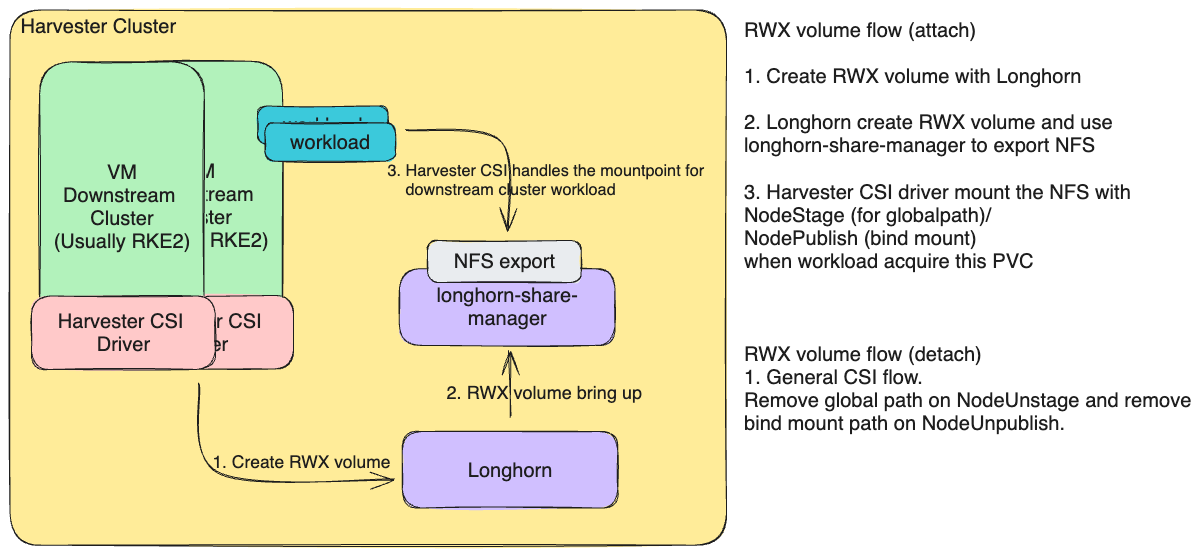 Harvester Cluster
VM
Downstream
Cluster
(Usually RKE2)
RKE2)
workload
3. Harvester CSI handles the mountpoint for
downstream cluster workload
NFS export
longhorn-share-
manager
Harvester CSI
Driver
CSI
2. RWX volume bring up
1. Create RWX volume
Longhorn
RWX volume flow (attach)
1. Create RWX volume with Longhorn
2. Longhorn create RWX volume and use
longhorn-share-manager to export NFS
3. Harvester CSI driver mount the NFS with
NodeStage (for globalpath)/
NodePublish (bind mount)
when workload acquire this PVC
RWX volume flow (detach)
1. General CSI flow.
Remove global path on NodeUnstage and remove
bind mount path on NodeUnpublish.